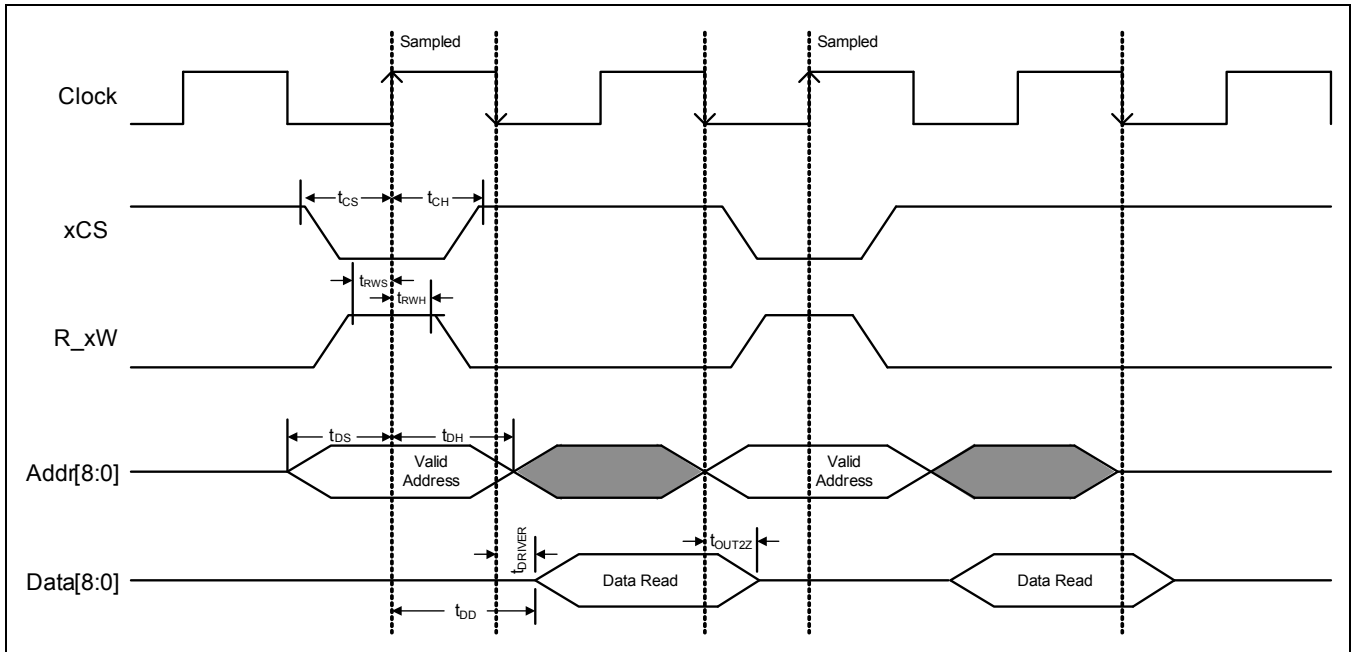 Sampled
Sampled
Clock
tCS
tCH
xCS
tRWS
tRWH
R_xW
tDS
tDH
Addr[8:0]
Valid
Address
Valid
Address
tDRIVER
tOUT2Z
Data[8:0]
Data Read
Data Read
tDD